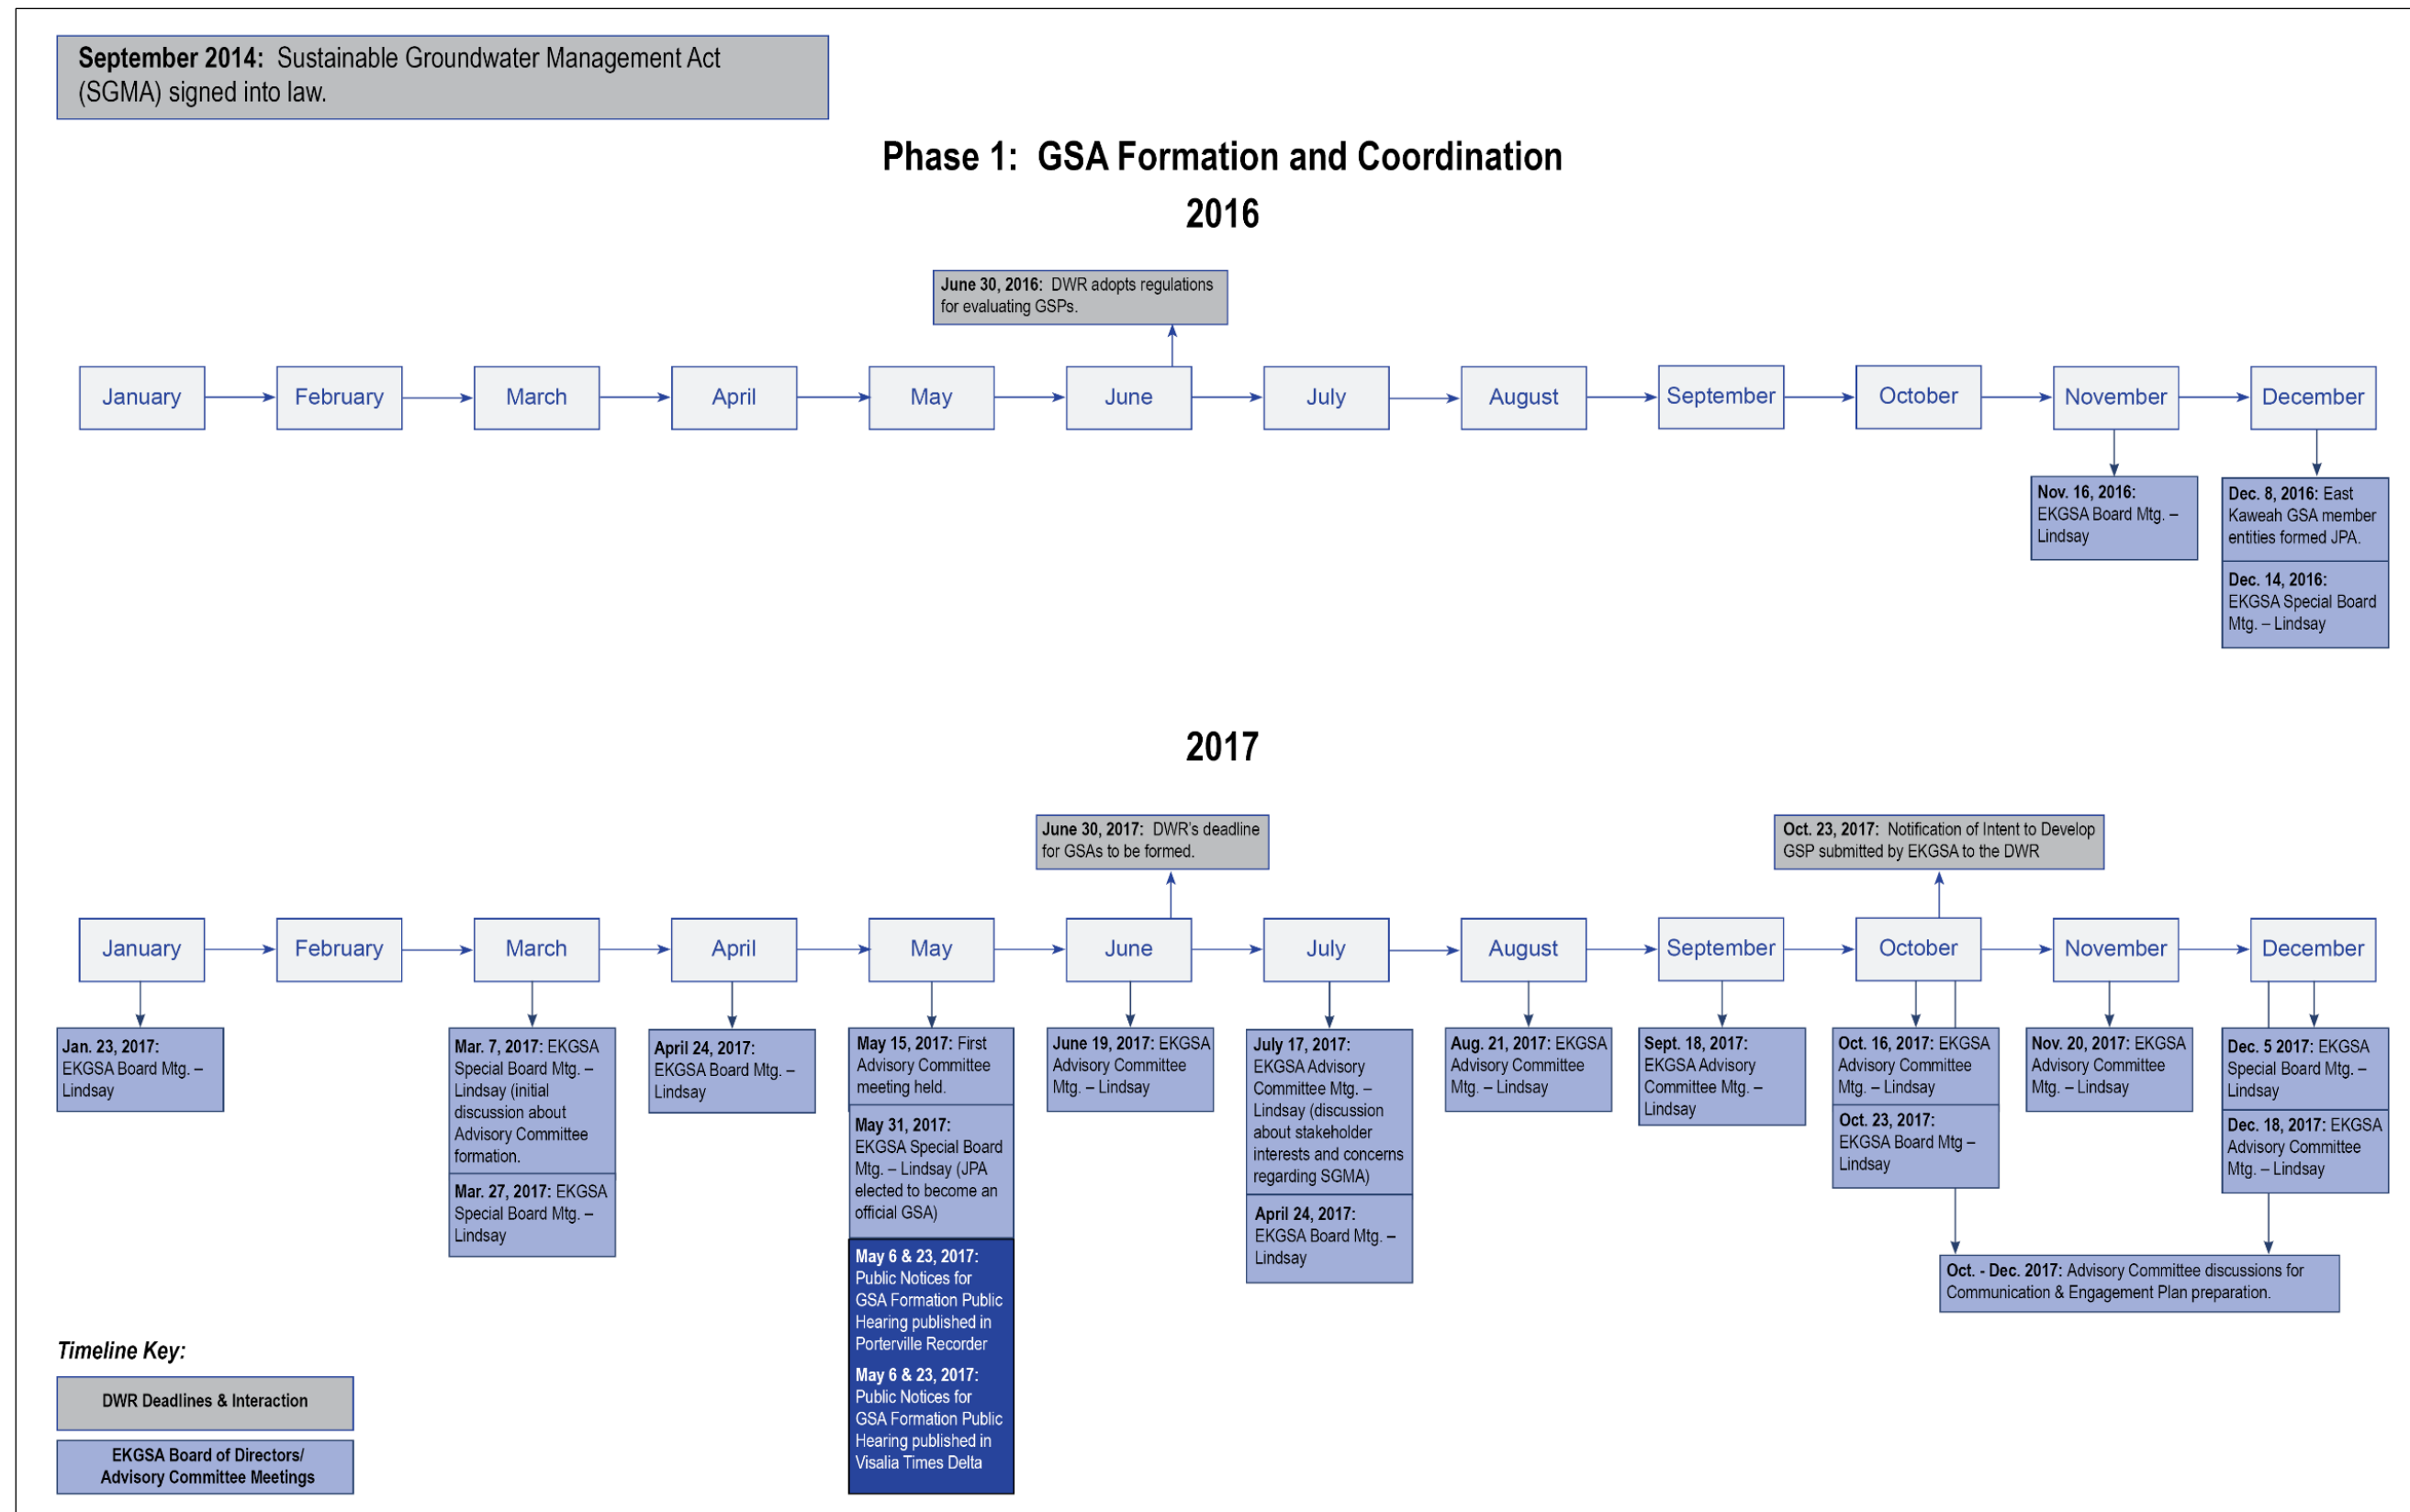 September 2014: Sustainable Groundwater Management Act
(SGMA) signed into law.
Phase 1: GSA Formation and Coordination
2016
June 30, 2016: DWR adopts regulations
for evaluating GSPs.
January
February
March
April
May
June
July
August
September
October
November
December
Nov. 16, 2016:
EKGSA Board Mtg. –
Lindsay
Dec. 8, 2016: East
Kaweah GSA member
entities formed JPA.
Dec. 14, 2016:
EKGSA Special Board
Mtg. – Lindsay
2017
June 30, 2017: DWR's deadline
for GSAs to be formed.
Oct. 23, 2017: Notification of Intent to Develop
GSP submitted by EKGSA to the DWR
January
February
March
April
May
June
July
August
September
October
November
December
Jan. 23, 2017:
EKGSA Board Mtg. –
Lindsay
Mar. 7, 2017: EKGSA
Special Board Mtg. –
Lindsay (initial
discussion about
Advisory Committee
formation.
Mar. 27, 2017: EKGSA
Special Board Mtg. –
Lindsay
April 24, 2017:
EKGSA Board Mtg. –
Lindsay
May 15, 2017: First
Advisory Committee
meeting held.
May 31, 2017:
EKGSA Special Board
Mtg. – Lindsay (JPA
elected to become an
official GSA)
May 6 & 23, 2017:
Public Notices for
GSA Formation Public
Hearing published in
Porterville Recorder
May 6 & 23, 2017:
Public Notices for
GSA Formation Public
Hearing published in
Visalia Times Delta
June 19, 2017: EKGSA
Advisory Committee
Mtg. – Lindsay
July 17, 2017:
EKGSA Advisory
Committee Mtg. –
Lindsay (discussion
about stakeholder
interests and concerns
regarding SGMA)
April 24, 2017:
EKGSA Board Mtg. –
Lindsay
Aug. 21, 2017: EKGSA
Advisory Committee
Mtg. – Lindsay
Sept. 18, 2017:
EKGSA Advisory
Committee Mtg. –
Lindsay
Oct. 16, 2017: EKGSA
Advisory Committee
Mtg. – Lindsay
Oct. 23, 2017:
EKGSA Board Mtg –
Lindsay
Nov. 20, 2017: EKGSA
Advisory Committee
Mtg. – Lindsay
Dec. 5 2017: EKGSA
Special Board Mtg. –
Lindsay
Dec. 18, 2017: EKGSA
Advisory Committee
Mtg. – Lindsay
Oct. - Dec. 2017: Advisory Committee discussions for
Communication & Engagement Plan preparation.
Timeline Key:
DWR Deadlines & Interaction
EKGSA Board of Directors/
Advisory Committee Meetings